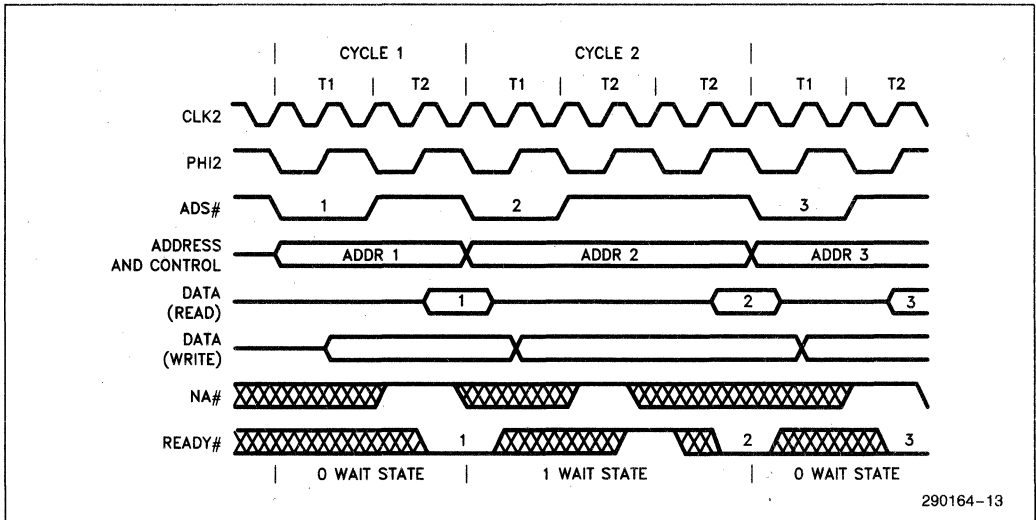 CYCLE 1 CYCLE 2
T1 T2 T1 T2 T2 T1 T2
CLK2
PHI2
ADS# 1 2 3
ADDRESS AND CONTROL ADDR 1 ADDR 2 ADDR 3
DATA (READ) 1 2 3
DATA (WRITE)
NA#
READY# 1 2 3
0 WAIT STATE 1 WAIT STATE 0 WAIT STATE
290164-13